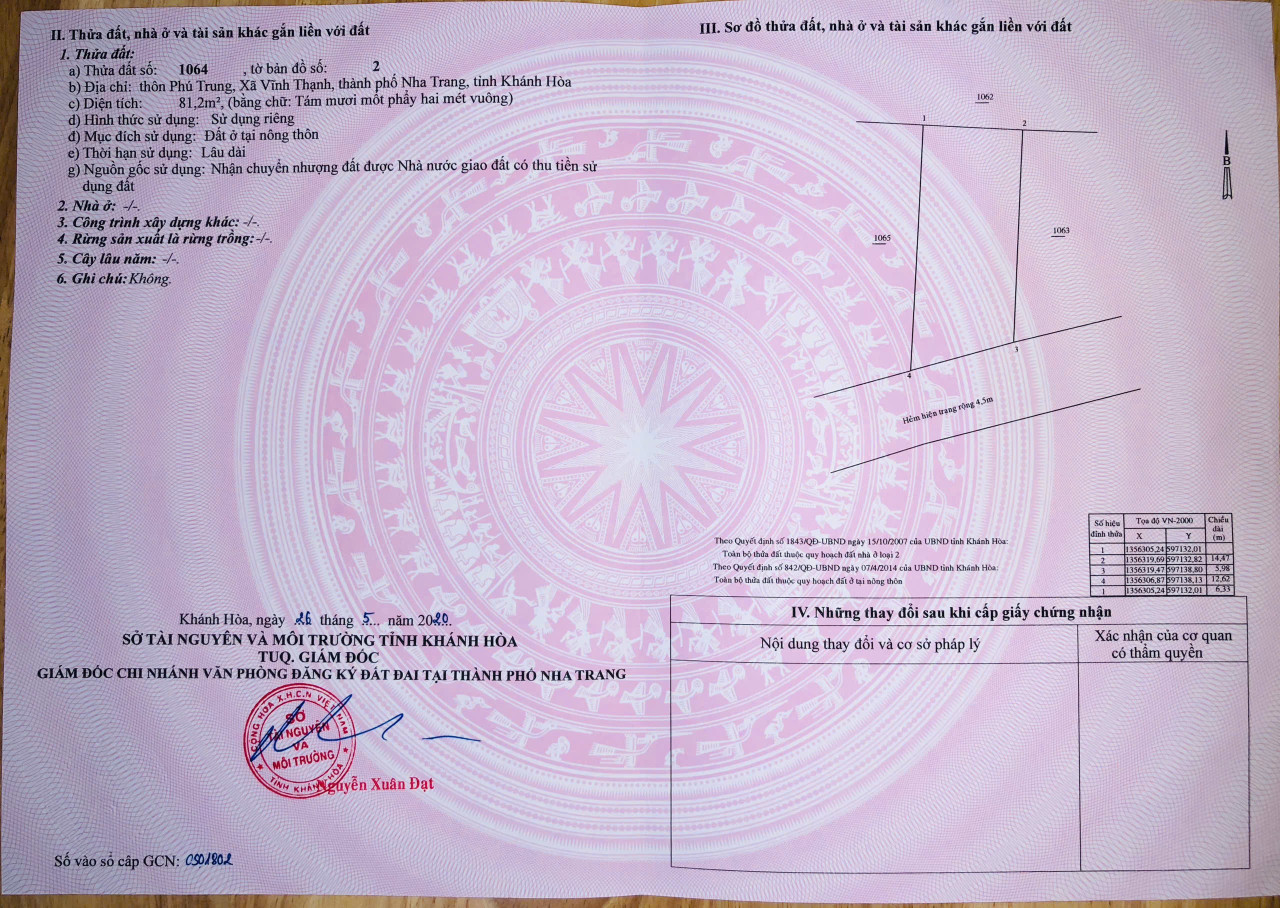 II. Thửa đất, nhà ở và tài sản khác gắn liền với đất
1. Thửa đất:
a) Thửa đất số: 1064 , tờ bản đồ số: 2
b) Địa chỉ: thôn Phú Trung, Xã Vĩnh Thạnh, thành phố Nha Trang, tỉnh Khánh Hòa
c) Diện tích: 81,2m², (bằng chữ: Tám mươi mốt phẩy hai mét vuông)
d) Hình thức sử dụng: Sử dụng riêng
đ) Mục đích sử dụng: Đất ở tại nông thôn
e) Thời hạn sử dụng: Lâu dài
g) Nguồn gốc sử dụng: Nhận chuyển nhượng đất được Nhà nước giao đất có thu tiền sử
dụng đất
2. Nhà ở: -/-.
3. Công trình xây dựng khác: -/-.
4. Rừng sản xuất là rừng trồng:-/-.
5. Cây lâu năm: -/-.
6. Ghi chú: Không.
Khánh Hòa, ngày 26 tháng 5... năm 2020.
SỞ TÀI NGUYÊN VÀ MÔI TRƯỜNG TỈNH KHÁNH HÒA
TUQ. GIÁM ĐỐC
GIÁM ĐỐC CHI NHÁNH VĂN PHÒNG ĐĂNG KÝ ĐẤT ĐAI TẠI THÀNH PHỐ NHA TRANG
CỘNG HÒA X.H.C.N VIỆT NAM
SỞ
TÀI NGUYÊN
VÀ
MÔI TRƯỜNG
TỈNH KHÁNH HÒA
Nguyễn Xuân Đạt
Số vào sổ cấp GCN: CS01802
III. Sơ đồ thửa đất, nhà ở và tài sản khác gắn liền với đất
1062
1
2
B
1065
1063
3
4
Hẻm hiện trạng rộng 4,5m
Số hiệu đỉnh thửa Tọa độ VN-2000 Chiều dài (m)
X Y
1 1356305,24 597132,01
14,47
2 1356319,69 597132,82
5,98
3 1356319,47 597138,80
12,62
4 1356306,87 597138,13
6,33
1 1356305,24 597132,01
Theo Quyết định số 1843/QĐ-UBND ngày 15/10/2007 của UBND tỉnh Khánh Hòa:
Toàn bộ thửa đất thuộc quy hoạch đất nhà ở loại 2
Theo Quyết định số 842/QĐ-UBND ngày 07/4/2014 của UBND tỉnh Khánh Hòa:
Toàn bộ thửa đất thuộc quy hoạch đất ở tại nông thôn
IV. Những thay đổi sau khi cấp giấy chứng nhận
Nội dung thay đổi và cơ sở pháp lý
Xác nhận của cơ quan
có thẩm quyền